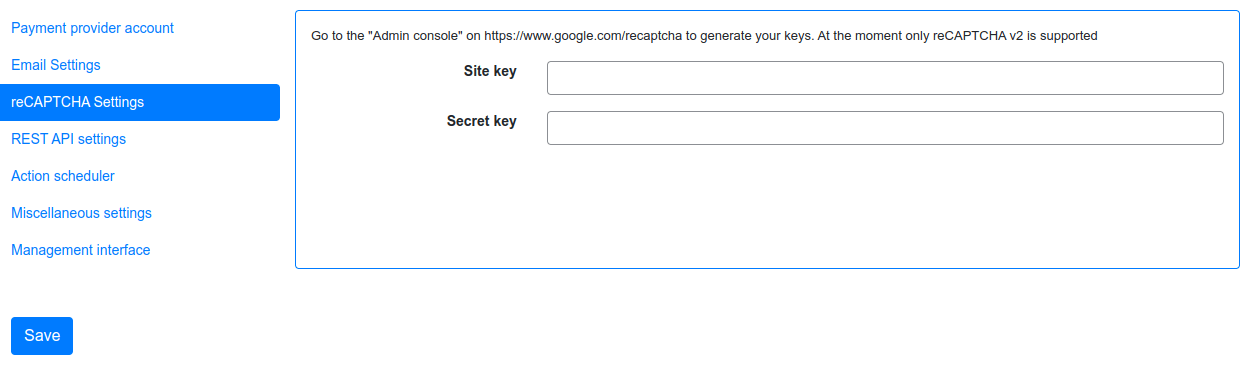 Payment provider account
Email Settings
reCAPTCHA Settings
REST API settings
Action scheduler
Miscellaneous settings
Management interface
Save
Go to the "Admin console" on https://www.google.com/recaptcha to generate your keys. At the moment only reCAPTCHA v2 is supported
Site key
Secret key